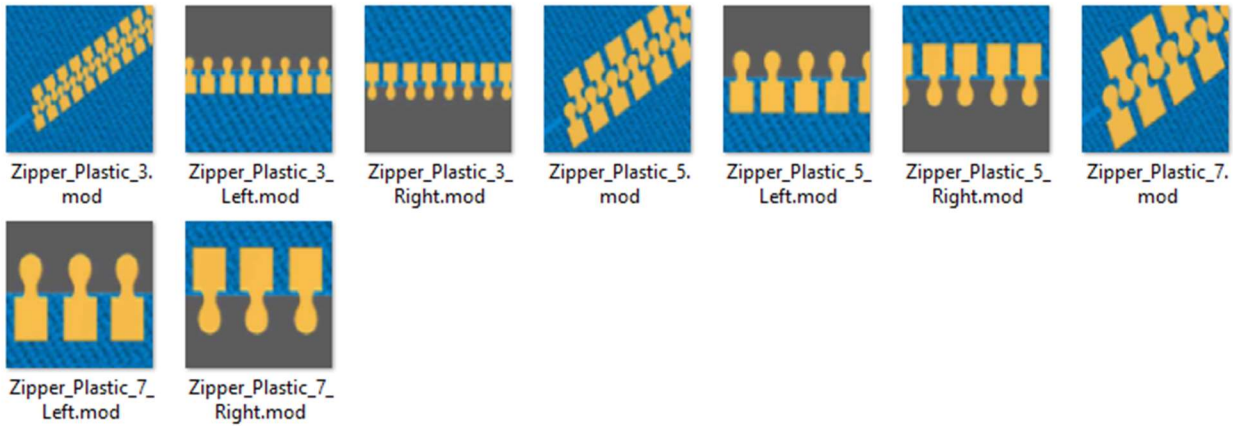 Zipper_Plastic_3.
mod
Zipper_Plastic_3_
Left.mod
Zipper_Plastic_3_
Right.mod
Zipper_Plastic_5.
mod
Zipper_Plastic_5_
Left.mod
Zipper_Plastic_5_
Right.mod
Zipper_Plastic_7.
mod
Zipper_Plastic_7_
Left.mod
Zipper_Plastic_7_
Right.mod